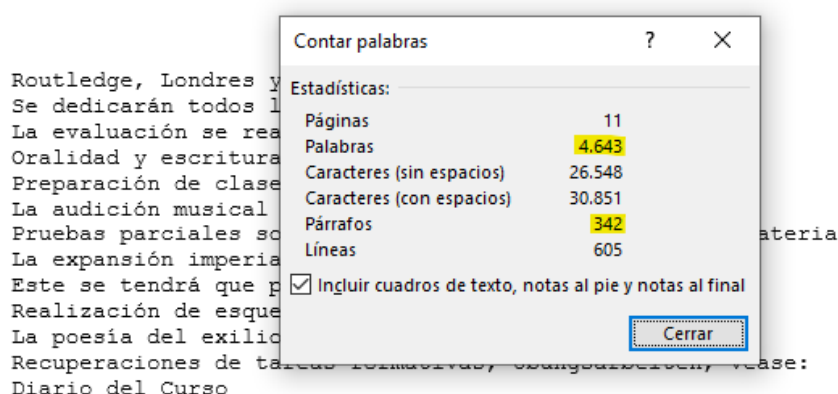 Contar palabras ? ×
Estadísticas:
Páginas 11
Palabras 4.643
Caracteres (sin espacios) 26.548
Caracteres (con espacios) 30.851
Párrafos 342
Líneas 605
Incluir cuadros de texto, notas al pie y notas al final
Cerrar
Routledge, Londres y
Se dedicarán todos l
La evaluación se rea
Oralidad y escritura
Preparación de clase
La audición musical
Pruebas parciales so ateria
La expansión imperia
Este se tendrá que p
Realización de esque
La poesía del exilio
Recuperaciones de tareas formativas, Übungsarbeiten, véase:
Diario del Curso